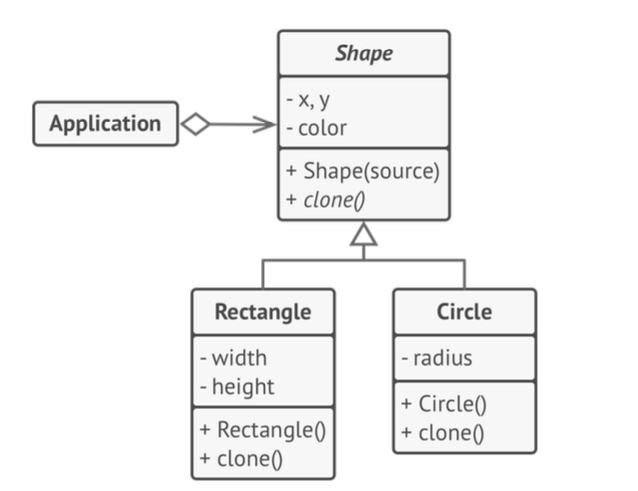 Shape
- x, y
- color
+ Shape(source)
+ clone()
Application
Rectangle
- width
- height
+ Rectangle()
+ clone()
Circle
- radius
+ Circle()
+ clone()